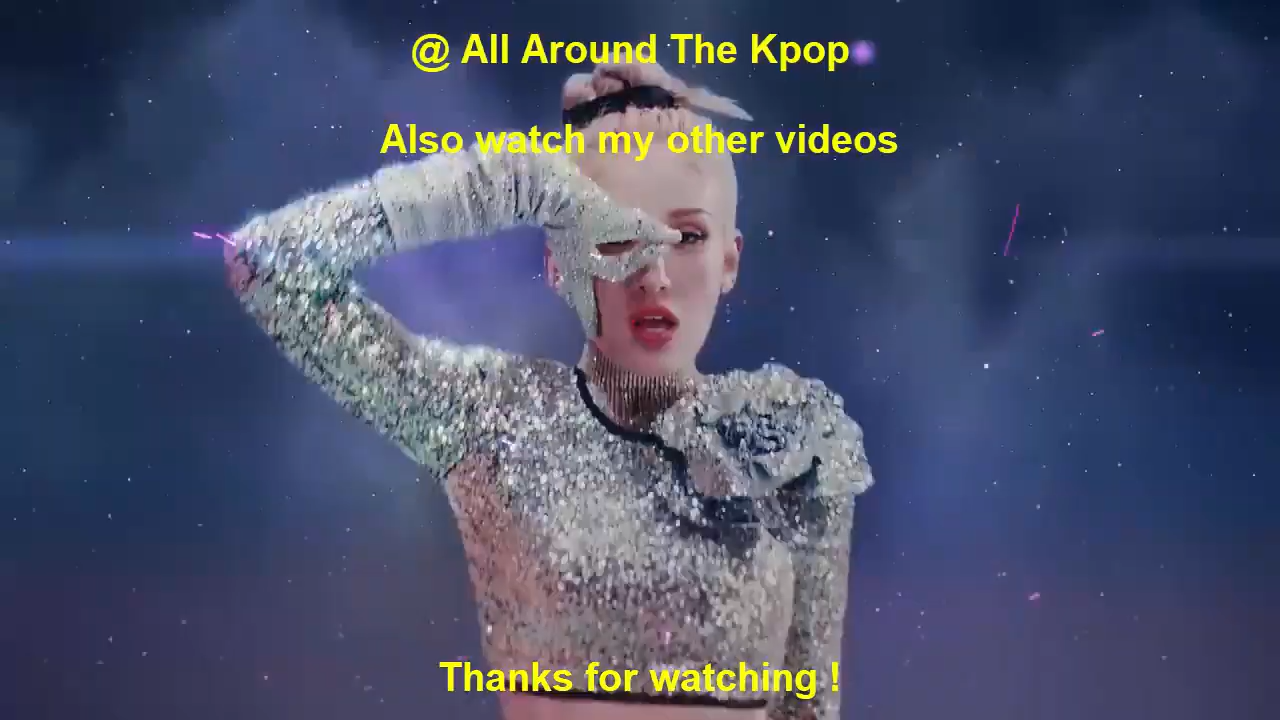 @ All Around The Kpop
Also watch my other videos
Thanks for watching !